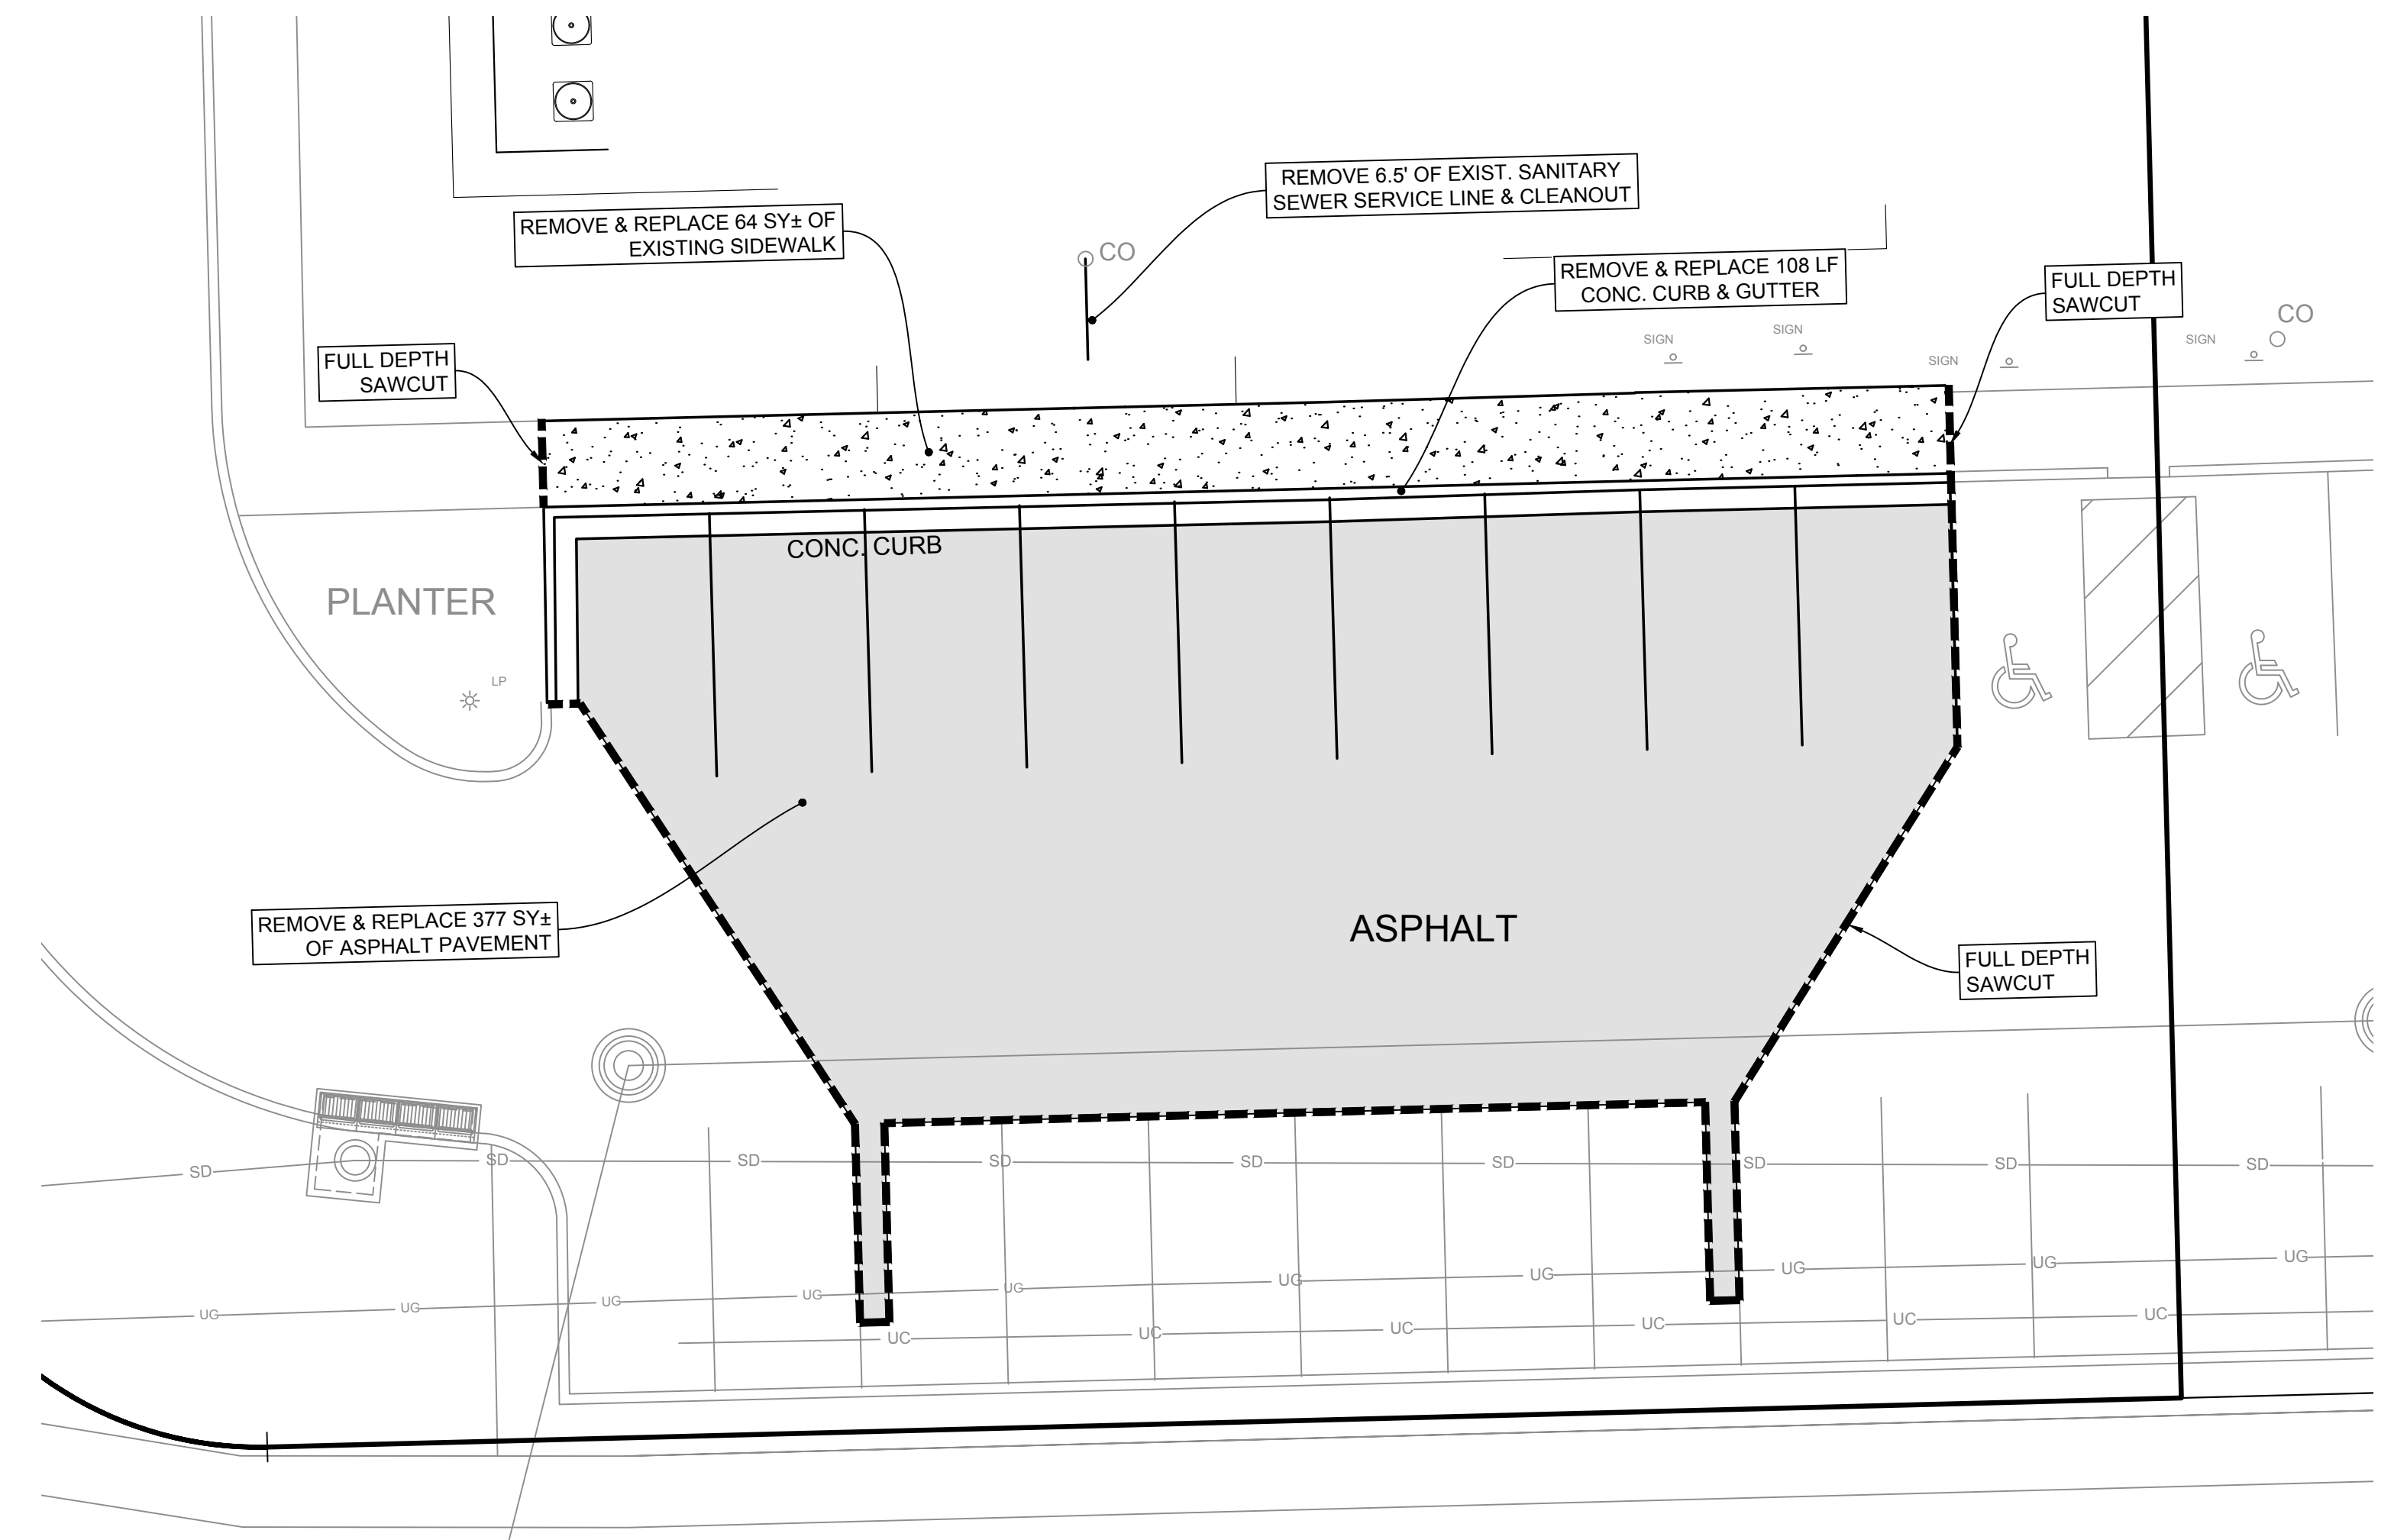 REMOVE 6.5' OF EXIST. SANITARY
SEWER SERVICE LINE & CLEANOUT
REMOVE & REPLACE 64 SY± OF
EXISTING SIDEWALK
CO
REMOVE & REPLACE 108 LF
CONC. CURB & GUTTER
FULL DEPTH
SAWCUT
CO
SIGN
SIGN
SIGN
SIGN
FULL DEPTH
SAWCUT
CONC. CURB
PLANTER
LP
REMOVE & REPLACE 377 SY±
OF ASPHALT PAVEMENT
ASPHALT
FULL DEPTH
SAWCUT
SD
SD
SD
SD
SD
SD
SD
SD
SD
UG
UG
UG
UG
UG
UG
UG
UG
UG
UG
UC
UC
UC
UC
UC
UC